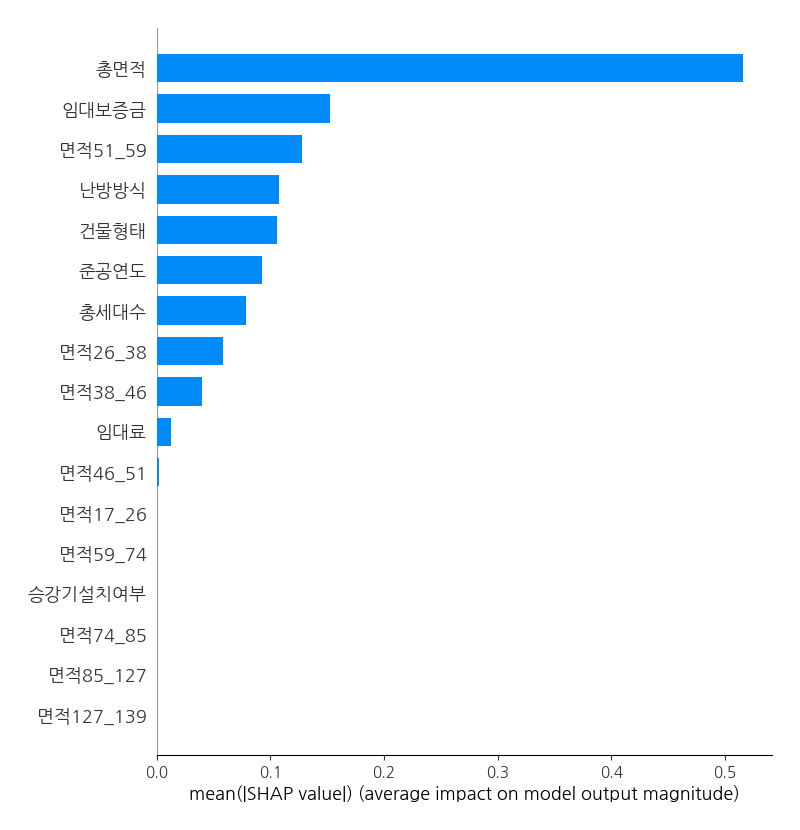 총면적
임대보증금
면적51_59
난방방식
건물형태
준공연도
총세대수
면적26_38
면적38_46
임대료
면적46_51
면적17_26
면적59_74
승강기설치여부
면적74_85
면적85_127
면적127_139
0.0 0.1 0.2 0.3 0.4 0.5
mean(|SHAP value|) (average impact on model output magnitude)